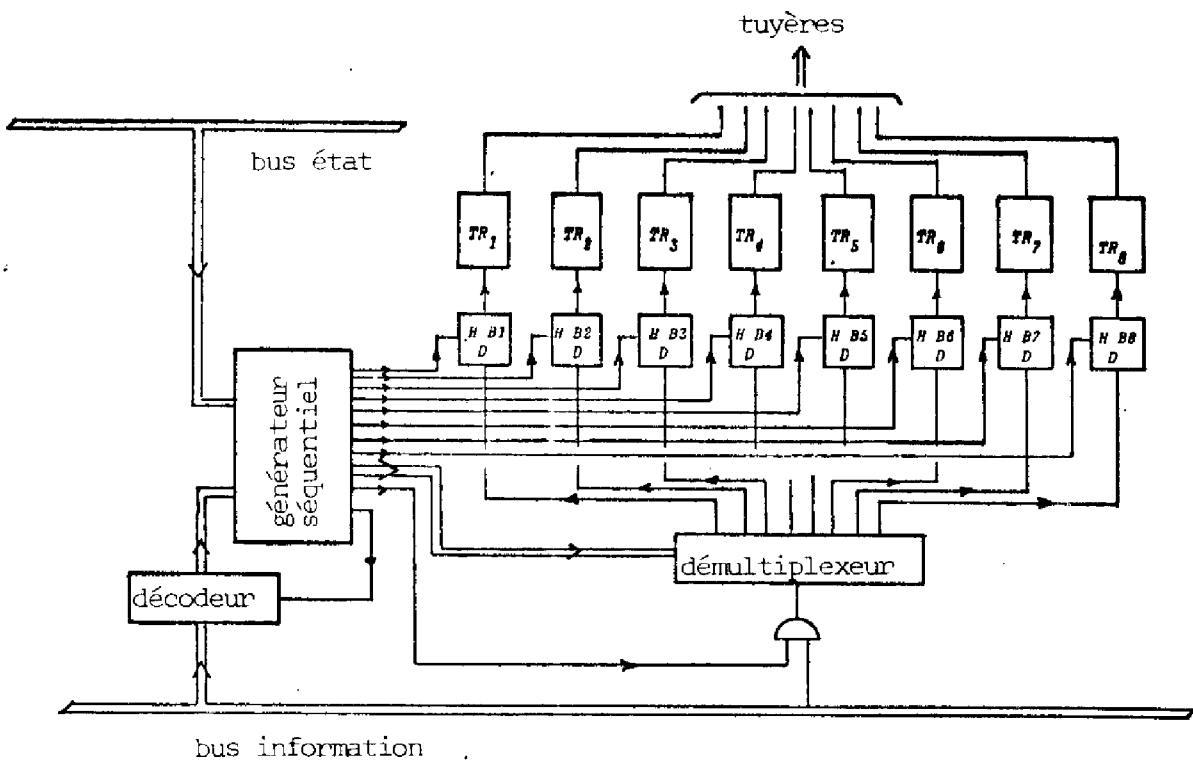 tuyères
bus état
TR1 TR2 TR3 TR4 TR5 TR6 TR7 TR8
H B1 H B2 H B3 H B4 H B5 H B6 H B7 H B8
D D D D D D D D
générateur
séquentiel
démultiplexeur
décodeur
bus information